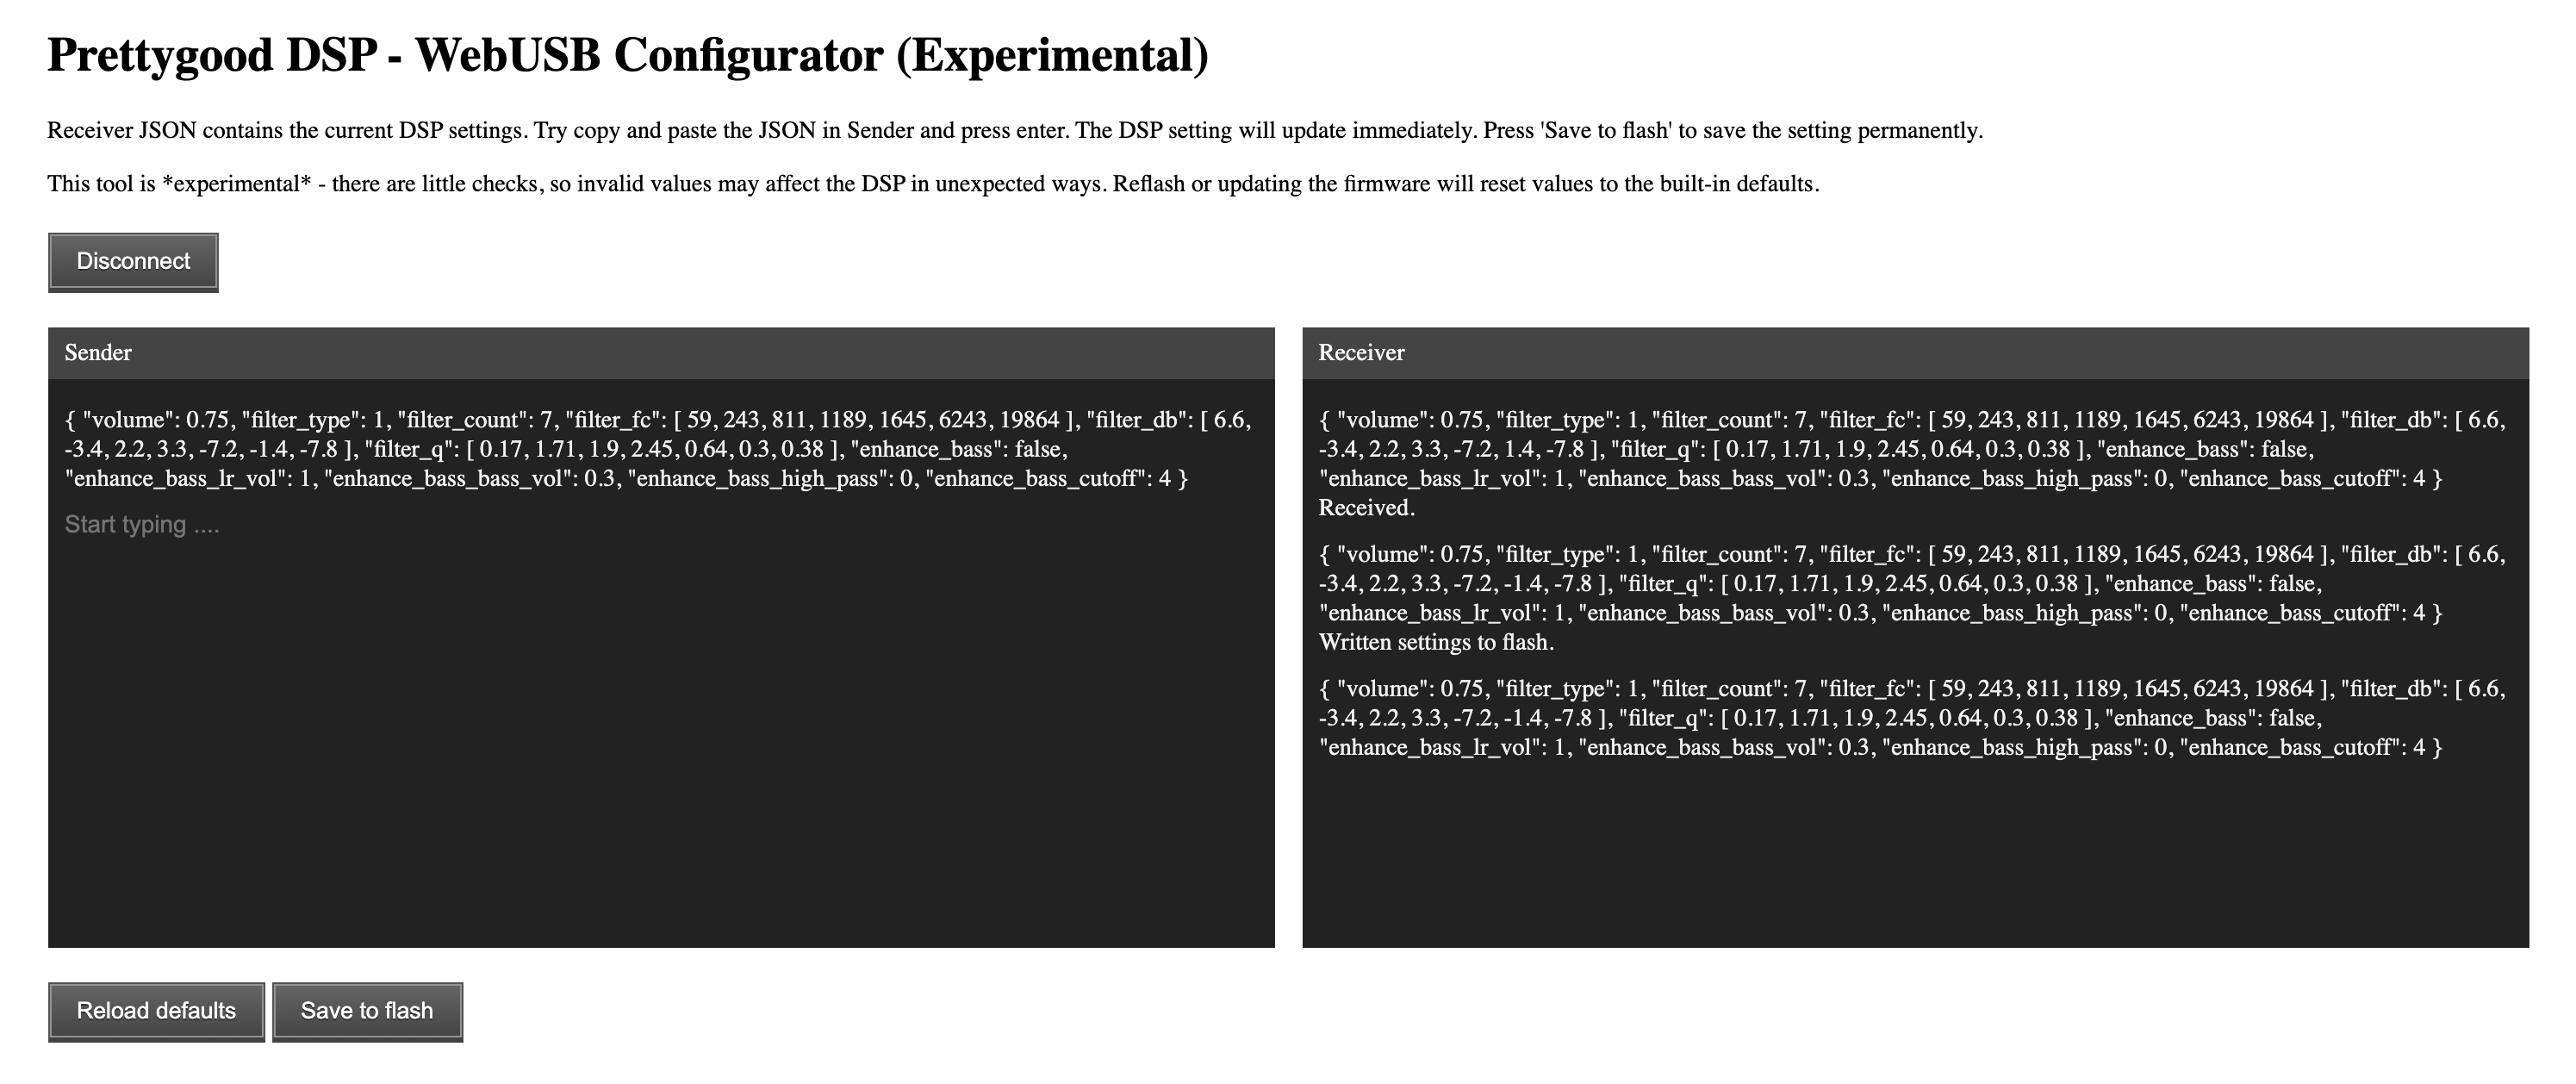 Prettygood DSP - WebUSB Configurator (Experimental)
Receiver JSON contains the current DSP settings. Try copy and paste the JSON in Sender and press enter. The DSP setting will update immediately. Press 'Save to flash' to save the setting permanently.
This tool is *experimental* - there are little checks, so invalid values may affect the DSP in unexpected ways. Reflash or updating the firmware will reset values to the built-in defaults.
Disconnect
Sender
{ "volume": 0.75, "filter_type": 1, "filter_count": 7, "filter_fc": [ 59, 243, 811, 1189, 1645, 6243, 19864 ], "filter_db": [ 6.6,
-3.4, 2.2, 3.3, -7.2, -1.4, -7.8 ], "filter_q": [ 0.17, 1.71, 1.9, 2.45, 0.64, 0.3, 0.38 ], "enhance_bass": false,
"enhance_bass_lr_vol": 1, "enhance_bass_bass_vol": 0.3, "enhance_bass_high_pass": 0, "enhance_bass_cutoff": 4 }
Start typing ....
Receiver
{ "volume": 0.75, "filter_type": 1, "filter_count": 7, "filter_fc": [ 59, 243, 811, 1189, 1645, 6243, 19864 ], "filter_db": [ 6.6,
-3.4, 2.2, 3.3, -7.2, 1.4, -7.8 ], "filter_q": [ 0.17, 1.71, 1.9, 2.45, 0.64, 0.3, 0.38 ], "enhance_bass": false,
"enhance_bass_lr_vol": 1, "enhance_bass_bass_vol": 0.3, "enhance_bass_high_pass": 0, "enhance_bass_cutoff": 4 }
Received.
{ "volume": 0.75, "filter_type": 1, "filter_count": 7, "filter_fc": [ 59, 243, 811, 1189, 1645, 6243, 19864 ], "filter_db": [ 6.6,
-3.4, 2.2, 3.3, -7.2, -1.4, -7.8 ], "filter_q": [ 0.17, 1.71, 1.9, 2.45, 0.64, 0.3, 0.38 ], "enhance_bass": false,
"enhance_bass_lr_vol": 1, "enhance_bass_bass_vol": 0.3, "enhance_bass_high_pass": 0, "enhance_bass_cutoff": 4 }
Written settings to flash.
{ "volume": 0.75, "filter_type": 1, "filter_count": 7, "filter_fc": [ 59, 243, 811, 1189, 1645, 6243, 19864 ], "filter_db": [ 6.6,
-3.4, 2.2, 3.3, -7.2, -1.4, -7.8 ], "filter_q": [ 0.17, 1.71, 1.9, 2.45, 0.64, 0.3, 0.38 ], "enhance_bass": false,
"enhance_bass_lr_vol": 1, "enhance_bass_bass_vol": 0.3, "enhance_bass_high_pass": 0, "enhance_bass_cutoff": 4 }
Reload defaults
Save to flash